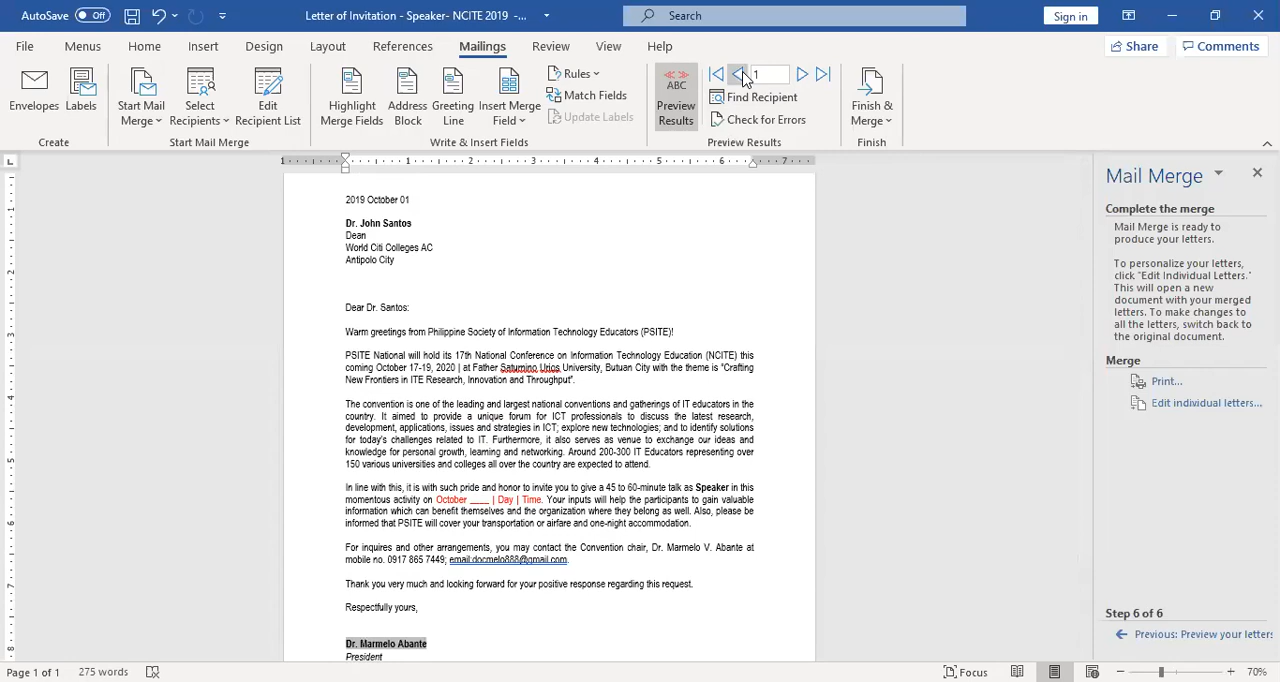 AutoSave Off Letter of Invitation - Speaker- NCITE 2019 -... Search Sign in
File Menus Home Insert Design Layout References Mailings Review View Help Share Comments
Envelopes Labels Start Mail Merge Select Recipients Edit Recipient List Highlight Merge Fields Address Block Greeting Line Insert Merge Field Rules Match Fields Update Labels ABC Preview Results 1 Find Recipient Check for Errors Finish & Merge
Create Start Mail Merge Write & Insert Fields Preview Results Finish
1 1 2 3 4 5 6 7
2019 October 01
Dr. John Santos
Dean
World Citi Colleges AC
Antipolo City
Dear Dr. Santos:
Warm greetings from Philippine Society of Information Technology Educators (PSITE)!
PSITE National will hold its 17th National Conference on Information Technology Education (NCITE) this
coming October 17-19, 2020 | at Father Saturnino Urios University, Butuan City with the theme is "Crafting
New Frontiers in ITE Research, Innovation and Throughput".
The convention is one of the leading and largest national conventions and gatherings of IT educators in the
country. It aimed to provide a unique forum for ICT professionals to discuss the latest research,
development, applications, issues and strategies in ICT; explore new technologies; and to identify solutions
for today's challenges related to IT. Furthermore, it also serves as venue to exchange our ideas and
knowledge for personal growth, learning and networking. Around 200-300 IT Educators representing over
150 various universities and colleges all over the country are expected to attend.
In line with this, it is with such pride and honor to invite you to give a 45 to 60-minute talk as Speaker in this
momentous activity on October ____ | Day | Time. Your inputs will help the participants to gain valuable
information which can benefit themselves and the organization where they belong as well. Also, please be
informed that PSITE will cover your transportation or airfare and one-night accommodation.
For inquires and other arrangements, you may contact the Convention chair, Dr. Marmelo V. Abante at
mobile no. 0917 865 7449; email:docmelo888@gmail.com.
Thank you very much and looking forward for your positive response regarding this request.
Respectfully yours,
Dr. Marmelo Abante
President
Mail Merge
Complete the merge
Mail Merge is ready to
produce your letters.
To personalize your letters,
click "Edit Individual Letters."
This will open a new
document with your merged
letters. To make changes to
all the letters, switch back to
the original document.
Merge
Print...
Edit individual letters...
Step 6 of 6
Previous: Preview your letters
Page 1 of 1 275 words Focus 70%